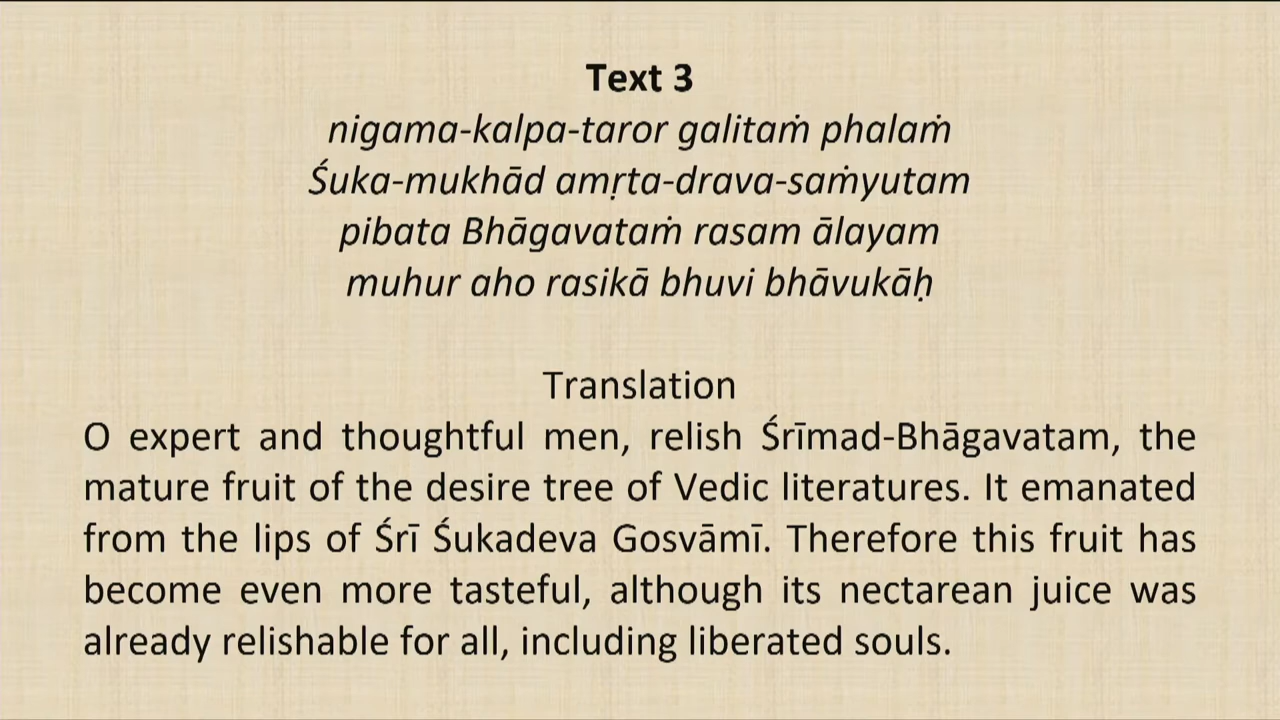 Text 3
nigama-kalpa-taror galitaṁ phalaṁ
Śuka-mukhād amṛta-drava-saṁyutam
pibata Bhāgavataṁ rasam ālayam
muhur aho rasikā bhuvi bhāvukāḥ
Translation
O expert and thoughtful men, relish Śrīmad-Bhāgavatam, the
mature fruit of the desire tree of Vedic literatures. It emanated
from the lips of Śrī Śukadeva Gosvāmī. Therefore this fruit has
become even more tasteful, although its nectarean juice was
already relishable for all, including liberated souls.